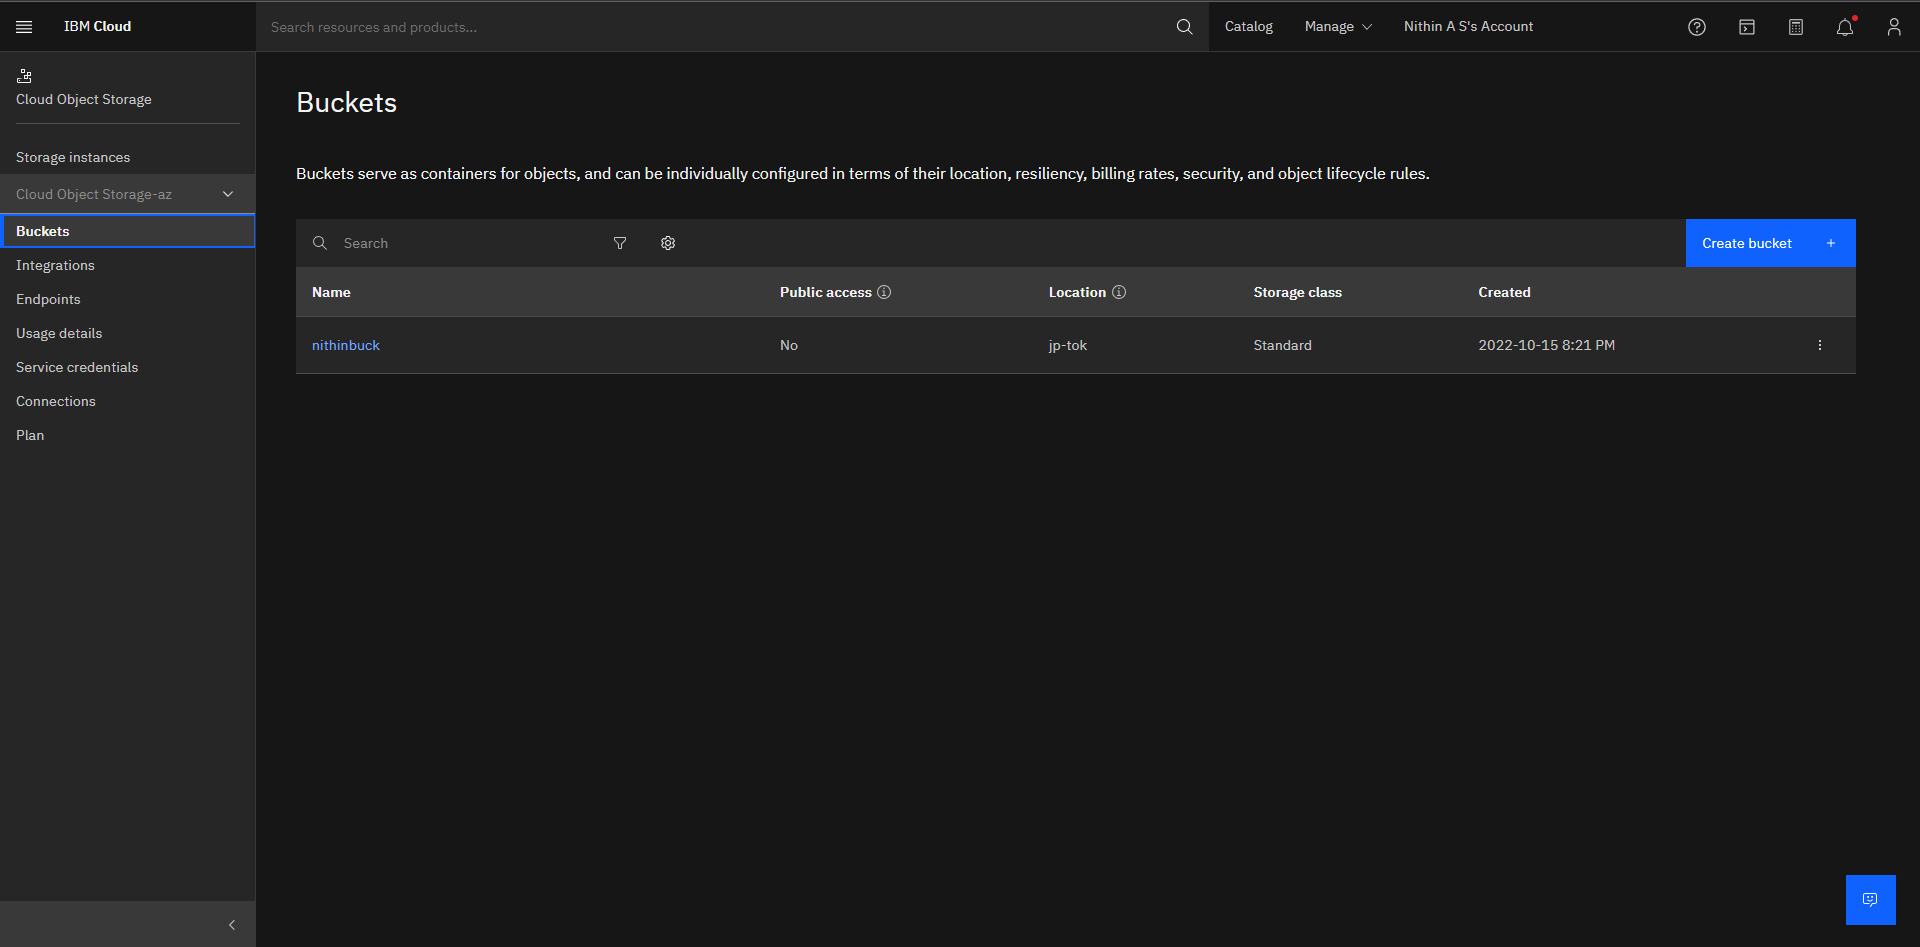 IBM Cloud
Search resources and products...
Catalog
Manage
Nithin A S's Account
Cloud Object Storage
Storage instances
Cloud Object Storage-az
Buckets
Integrations
Endpoints
Usage details
Service credentials
Connections
Plan
Buckets
Buckets serve as containers for objects, and can be individually configured in terms of their location, resiliency, billing rates, security, and object lifecycle rules.
Search
Create bucket +
Name Public access Location Storage class Created
nithinbuck No jp-tok Standard 2022-10-15 8:21 PM